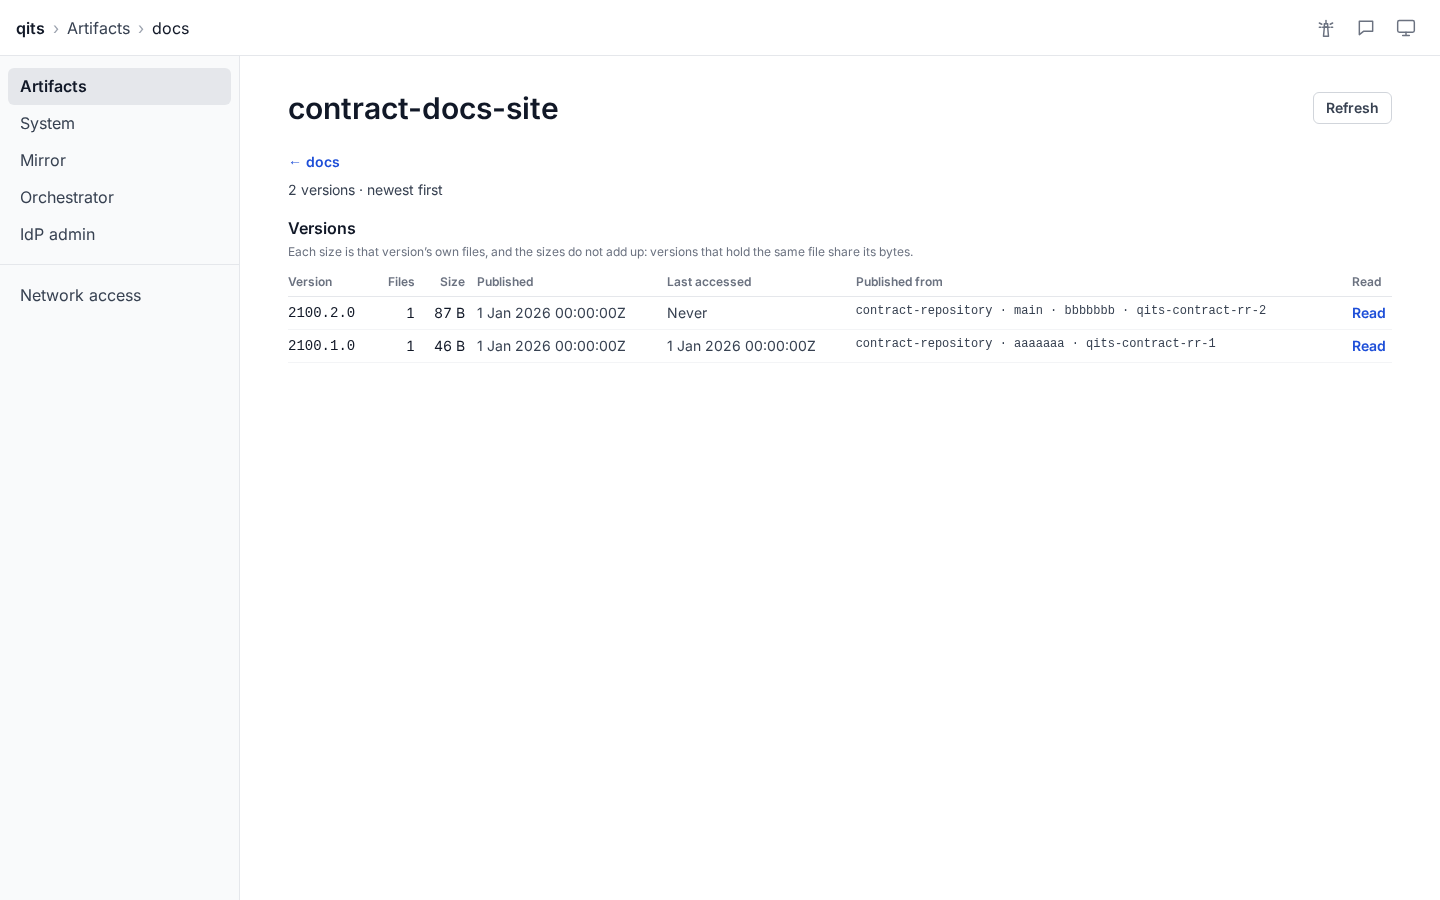 qits › Artifacts › docs
Artifacts
System
Mirror
Orchestrator
IdP admin
Network access
contract-docs-site
Refresh
← docs
2 versions · newest first
Versions
Each size is that version’s own files, and the sizes do not add up: versions that hold the same file share its bytes.
Version Files Size Published Last accessed Published from Read
2100.2.0 1 87 B 1 Jan 2026 00:00:00Z Never contract-repository · main · bbbbbbb · qits-contract-rr-2 Read
2100.1.0 1 46 B 1 Jan 2026 00:00:00Z 1 Jan 2026 00:00:00Z contract-repository · aaaaaaa · qits-contract-rr-1 Read